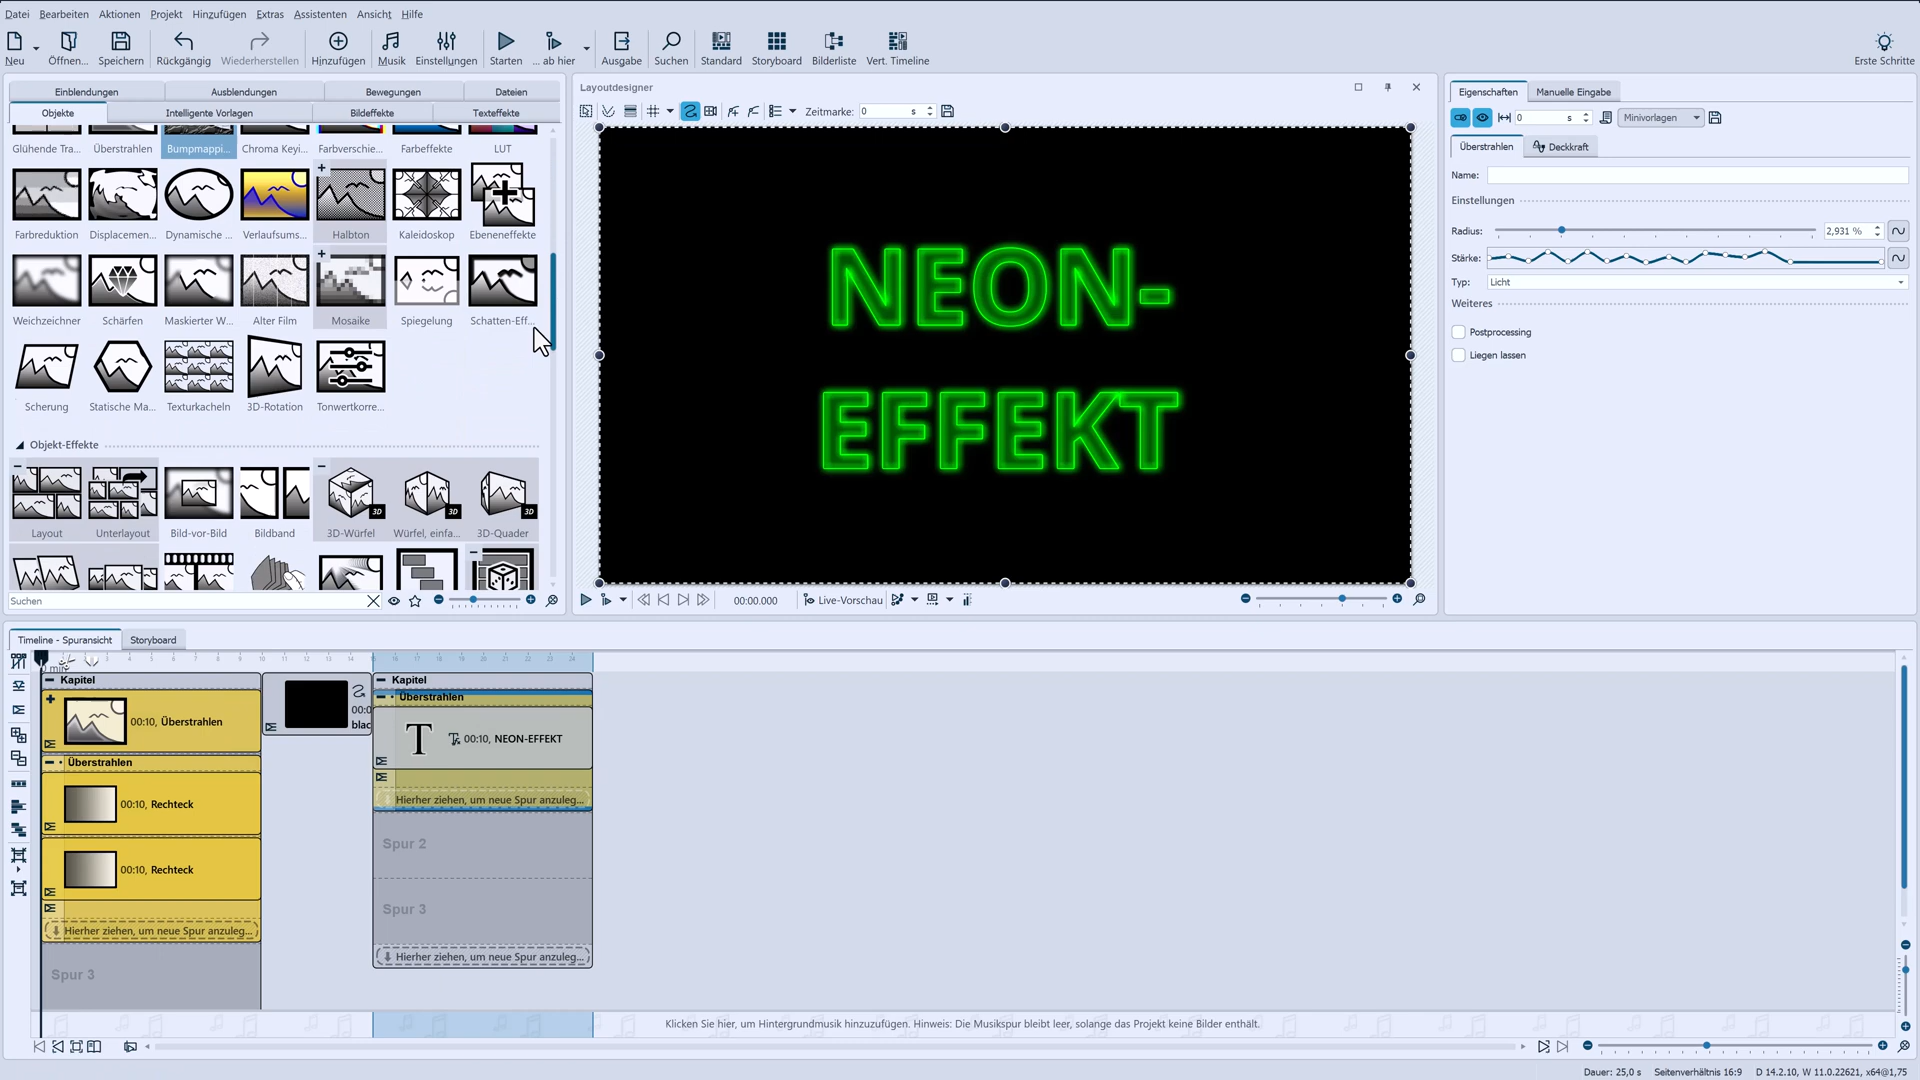 Datei Bearbeiten Aktionen Projekt Hinzufügen Extras Assistenten Ansicht Hilfe
Neu Öffnen... Speichern Rückgängig Wiederherstellen Hinzufügen Musik Einstellungen Starten ... ab hier Ausgabe Suchen Standard Storyboard Bilderliste Vert. Timeline Erste Schritte
Einblendungen Ausblendungen Bewegungen Dateien
Objekte Intelligente Vorlagen Bildeffekte Texteffekte
Glühende Tra... Überstrahlen Bumpmappi... Chroma Keyi... Farbverschie... Farbeffekte LUT
Farbreduktion Displacemen... Dynamische ... Verlaufsums... Halbton Kaleidoskop Ebeneneffekte
Weichzeichner Schärfen Maskierter W... Alter Film Mosaike Spiegelung Schatten-Eff...
Scherung Statische Ma... Texturkacheln 3D-Rotation Tonwertkorre...
Objekt-Effekte
3D 3D 3D
Layout Unterlayout Bild-vor-Bild Bildband 3D-Würfel Würfel, einfa... 3D-Quader
Suchen
Layoutdesigner
Zeitmarke: 0 s
NEON-
EFFEKT
00:00.000 Live-Vorschau
Eigenschaften Manuelle Eingabe
0 s Minivorlagen
Überstrahlen Deckkraft
Name:
Einstellungen
Radius: 2,931 %
Stärke:
Typ: Licht
Weiteres
Postprocessing
Liegen lassen
Timeline - Spuransicht Storyboard
Kapitel
00:10, Überstrahlen
Überstrahlen
00:10, Rechteck
00:10, Rechteck
Hierher ziehen, um neue Spur anzuleg...
Spur 3
00:0
blac
Kapitel
Überstrahlen
T 00:10, NEON-EFFEKT
Hierher ziehen, um neue Spur anzuleg...
Spur 2
Spur 3
Hierher ziehen, um neue Spur anzuleg...
Klicken Sie hier, um Hintergrundmusik hinzuzufügen. Hinweis: Die Musikspur bleibt leer, solange das Projekt keine Bilder enthält.
Dauer: 25,0 s Seitenverhältnis 16:9 D 14.2.10, W 11.0.22621, x64@1,75